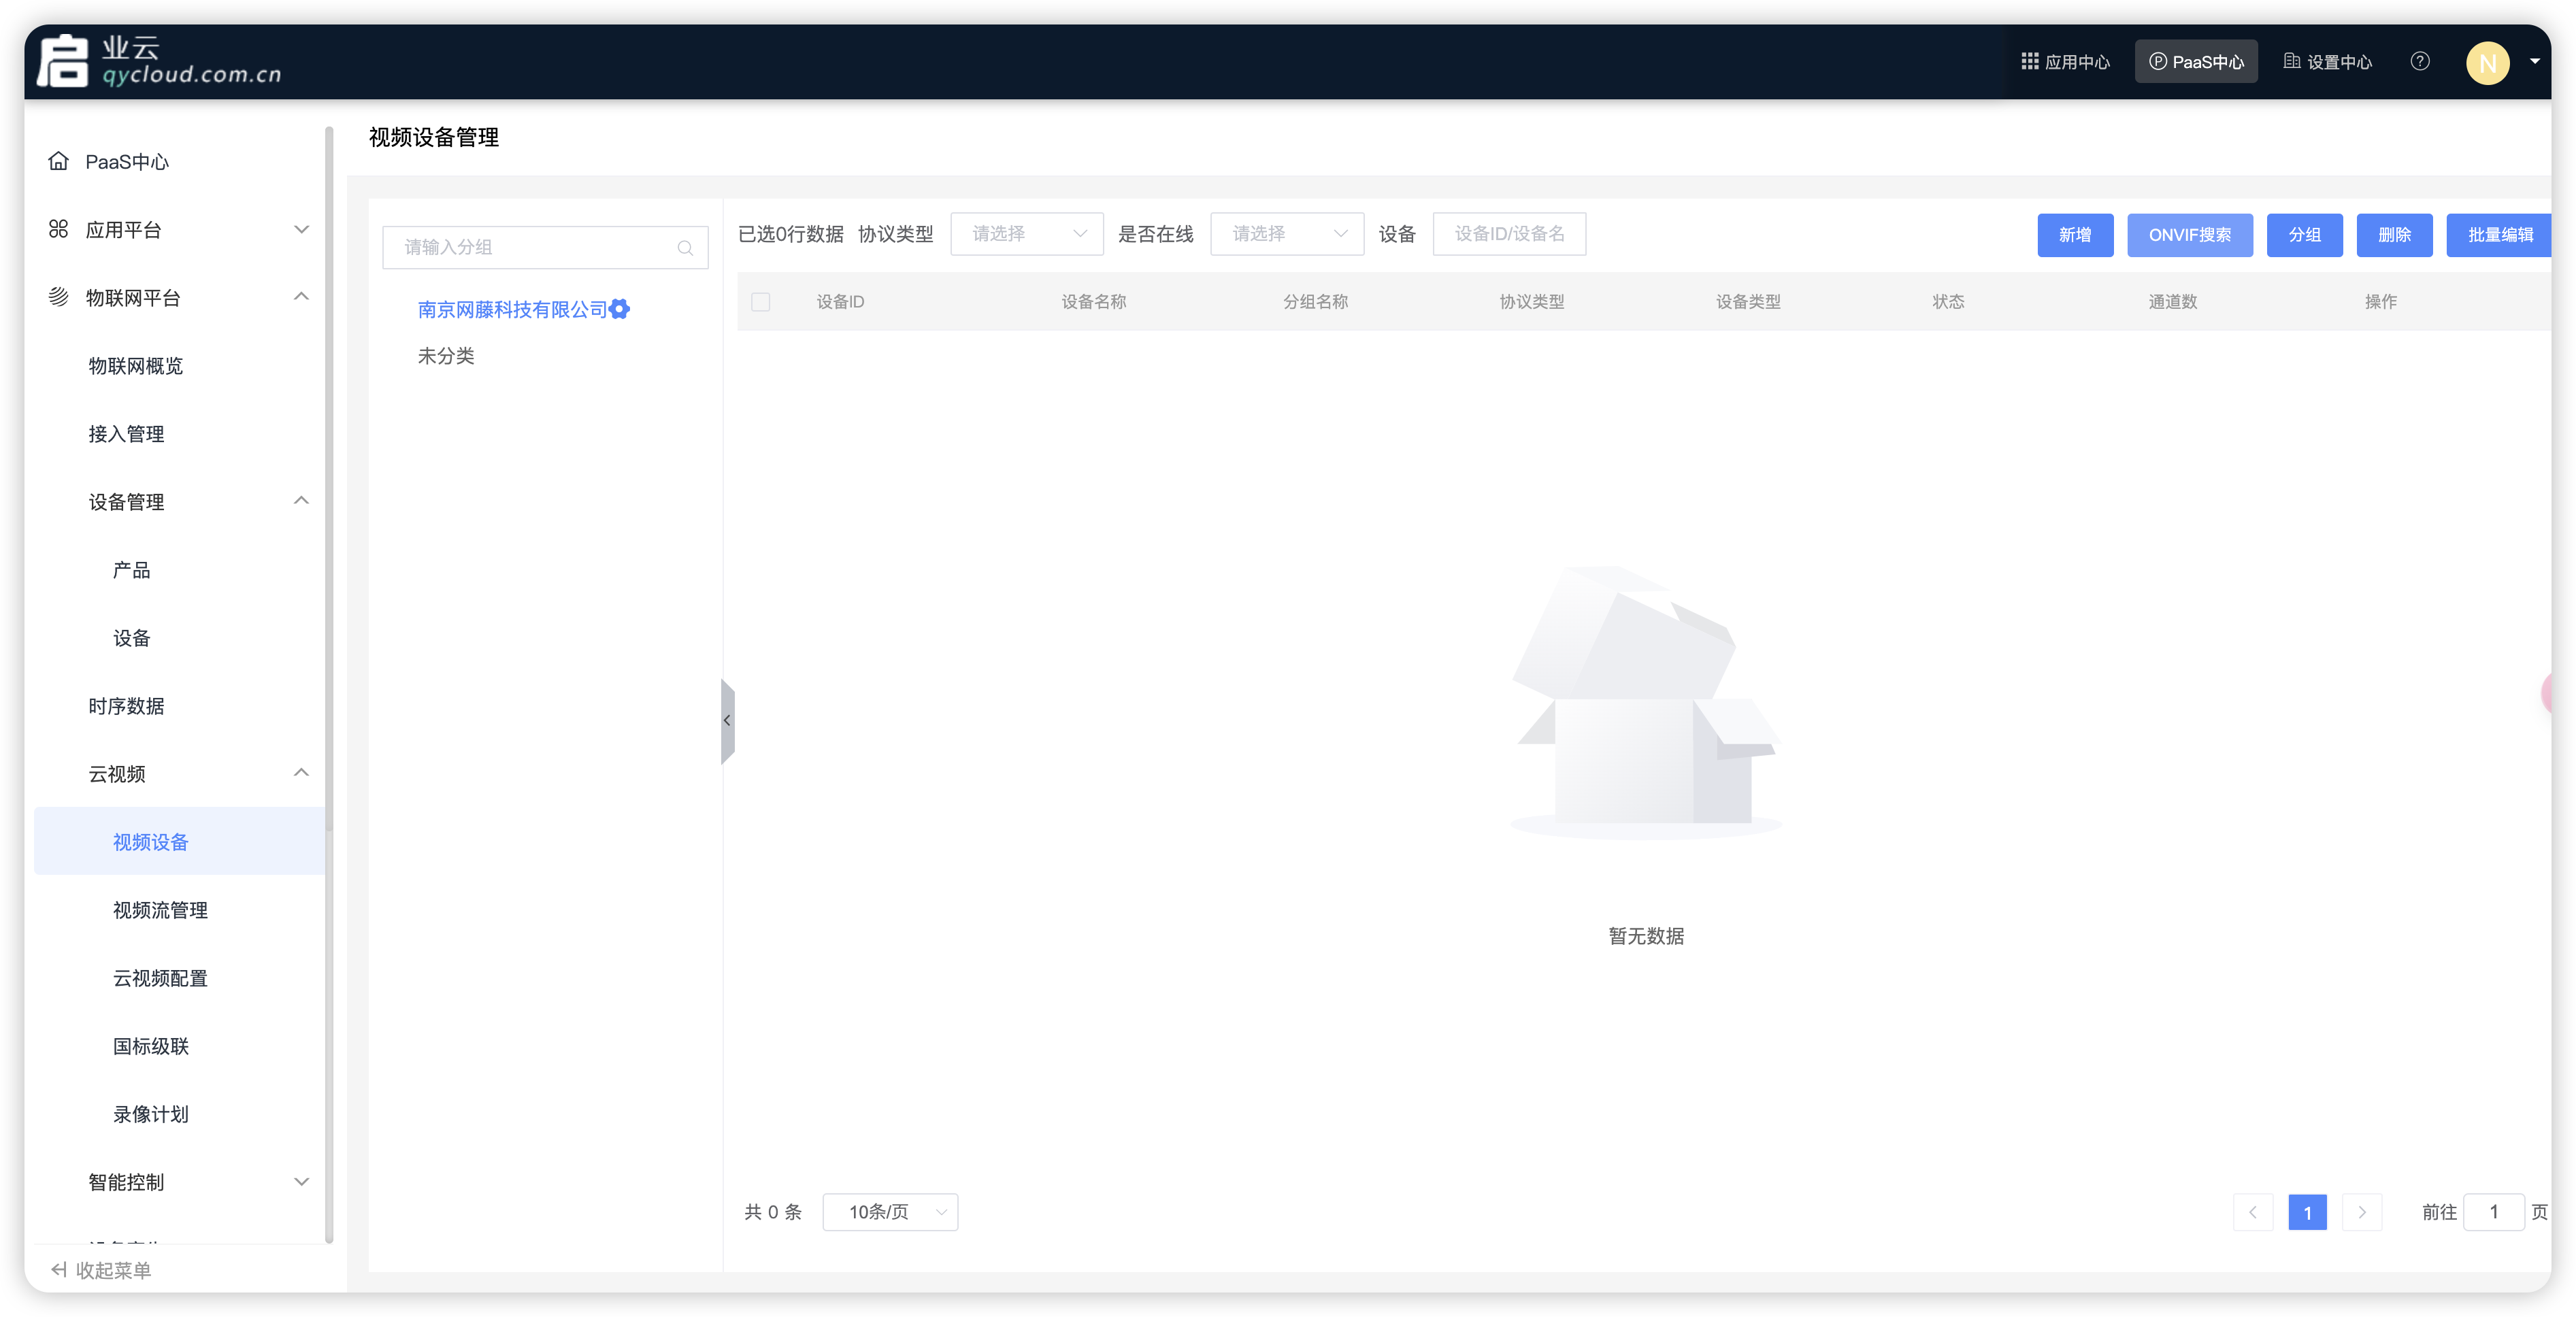 启 业云
qycloud.com.cn
应用中心
PaaS中心
设置中心
N
PaaS中心
应用平台
物联网平台
物联网概览
接入管理
设备管理
产品
设备
时序数据
云视频
视频设备
视频流管理
云视频配置
国标级联
录像计划
智能控制
收起菜单
视频设备管理
请输入分组
南京网藤科技有限公司
未分类
已选0行数据 协议类型 请选择 是否在线 请选择 设备 设备ID/设备名
新增 ONVIF搜索 分组 删除 批量编辑
设备ID 设备名称 分组名称 协议类型 设备类型 状态 通道数 操作
暂无数据
共 0 条 10条/页 1 前往 1 页